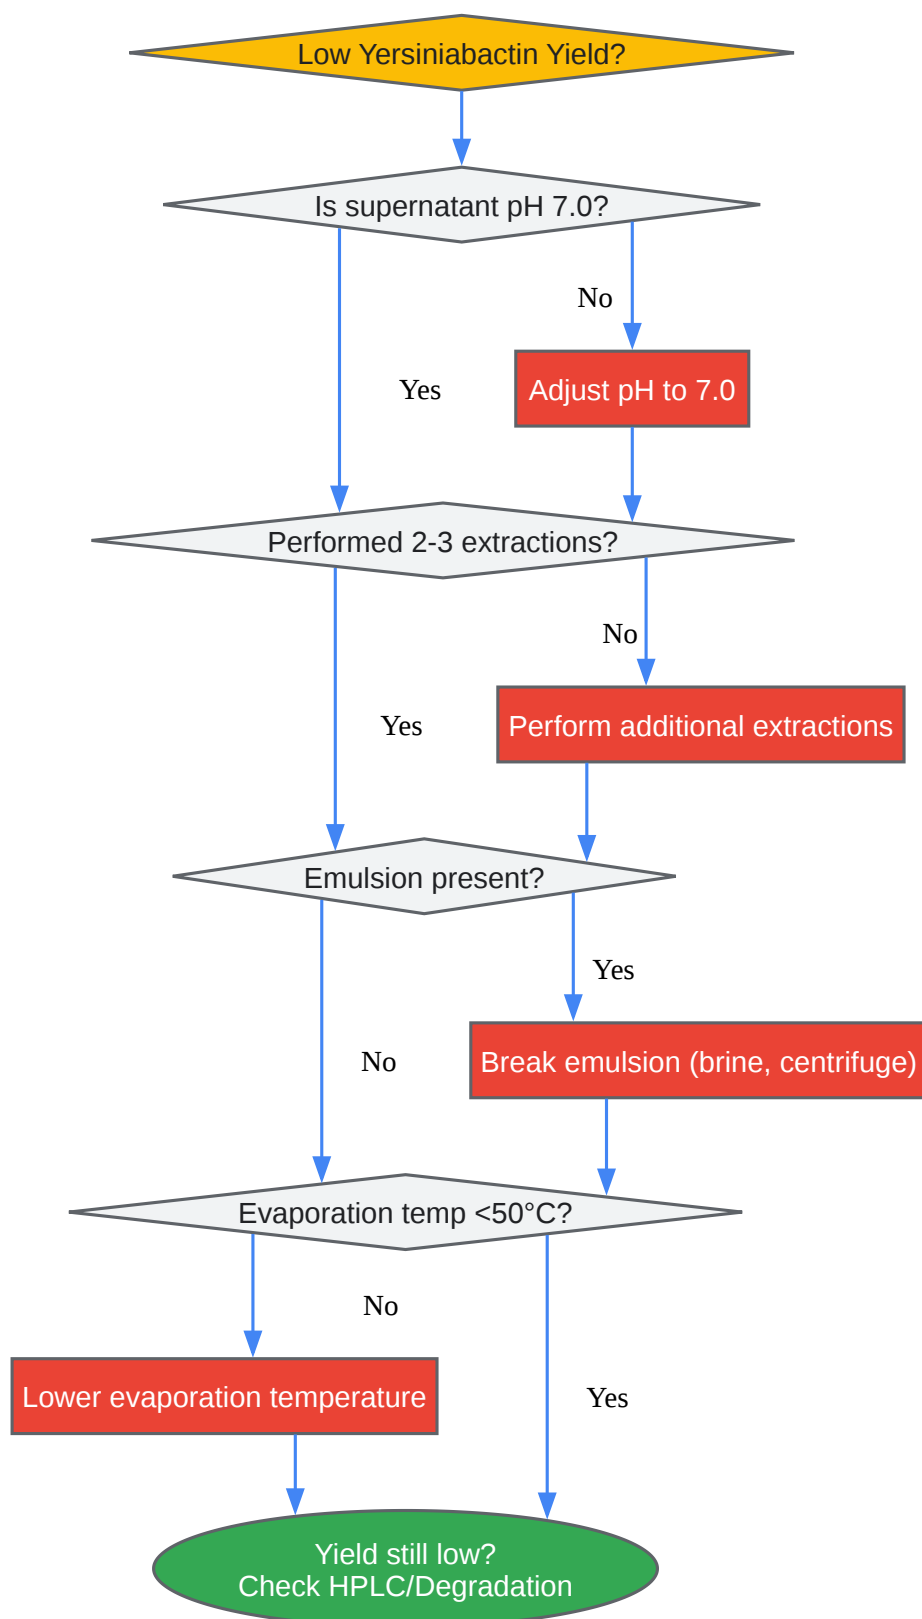 Low Yersiniabactin Yield?
Is supernatant pH 7.0?
No
Yes
Adjust pH to 7.0
Performed 2-3 extractions?
No
Yes
Perform additional extractions
Emulsion present?
Yes
No
Break emulsion (brine, centrifuge)
Evaporation temp <50°C?
No
Yes
Lower evaporation temperature
Yield still low?
Check HPLC/Degradation